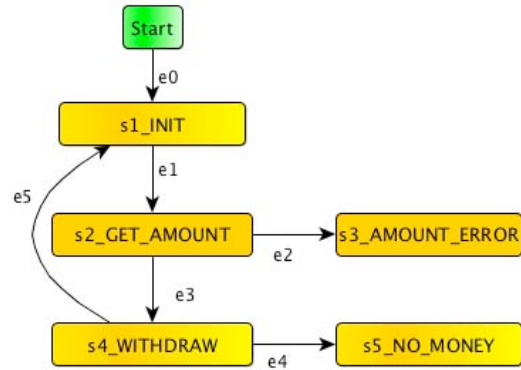 Start
e0
s1_INIT
e1
e5
s2_GET_AMOUNT
e2
s3_AMOUNT_ERROR
e3
s4_WITHDRAW
e4
s5_NO_MONEY